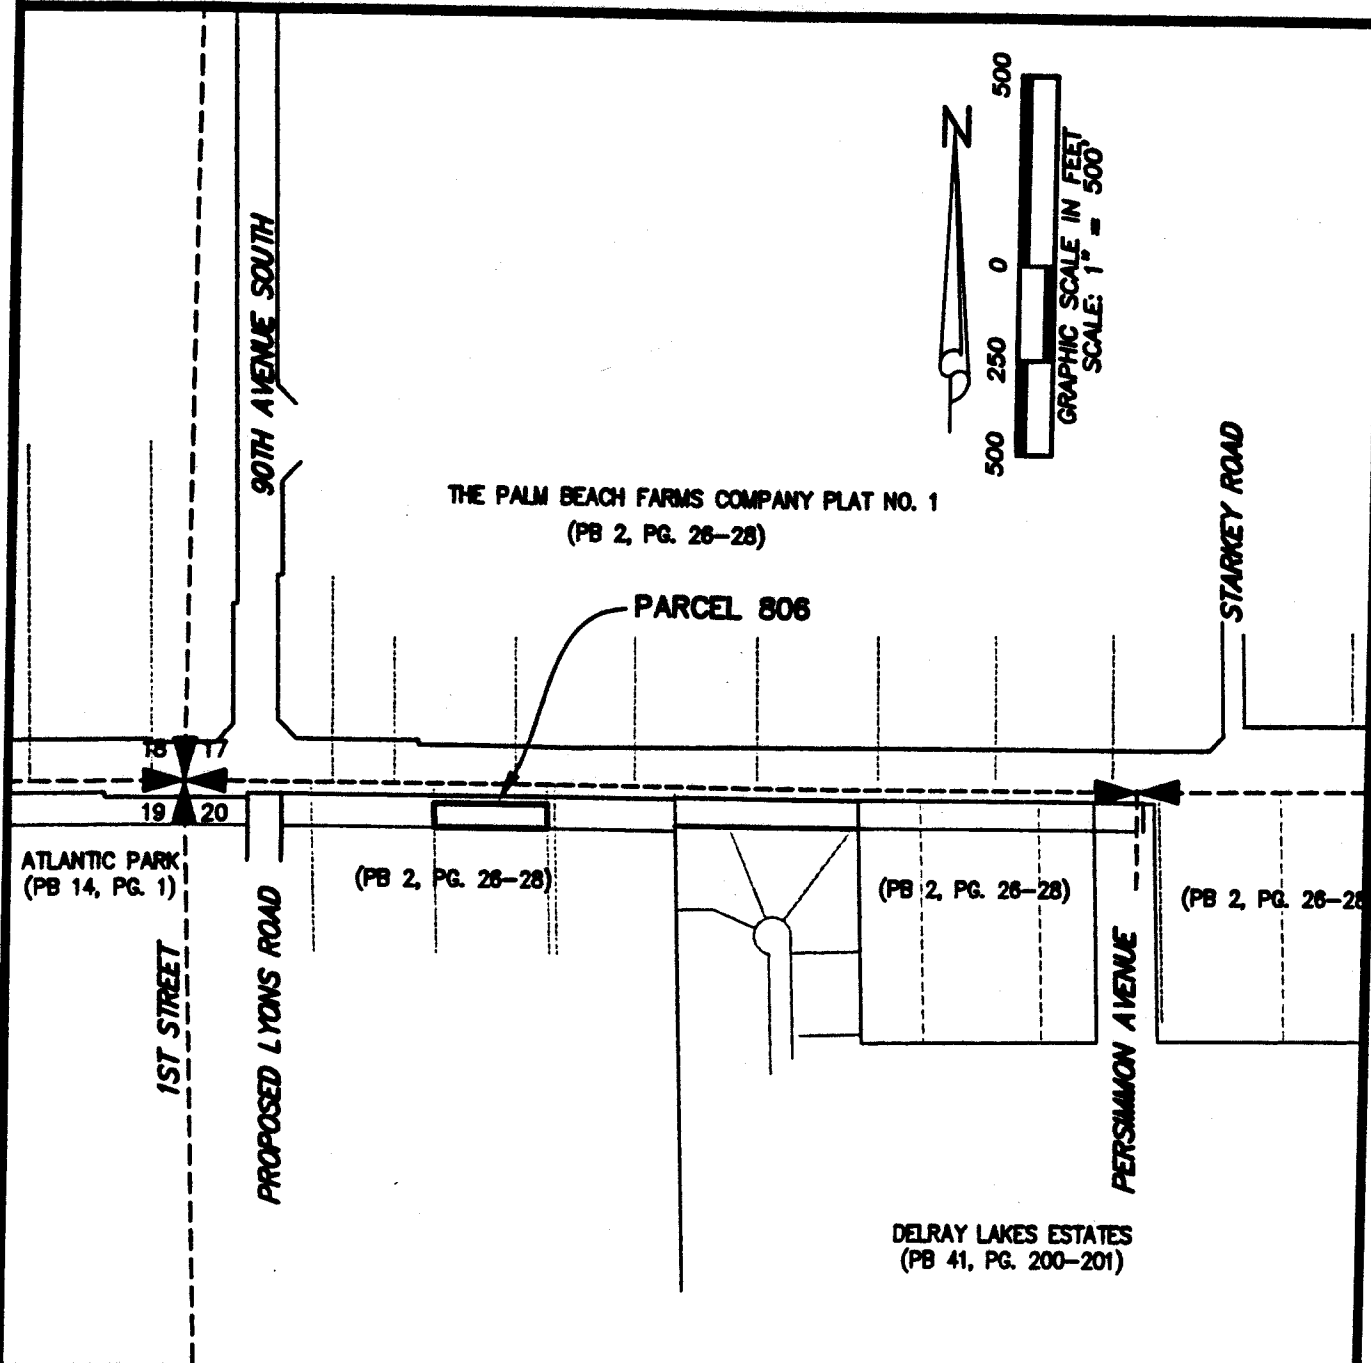 N
500
0
250
500
GRAPHIC SCALE IN FEET
SCALE: 1" = 500'
90TH AVENUE SOUTH
STARKEY ROAD
THE PALM BEACH FARMS COMPANY PLAT NO. 1
(PB 2, PG. 26-28)
PARCEL 806
18 17
19 20
ATLANTIC PARK
(PB 14, PG. 1)
(PB 2, PG. 26-28)
(PB 2, PG. 26-28)
(PB 2, PG. 26-28
1ST STREET
PROPOSED LYONS ROAD
PERSIMMON AVENUE
DELRAY LAKES ESTATES
(PB 41, PG. 200-201)